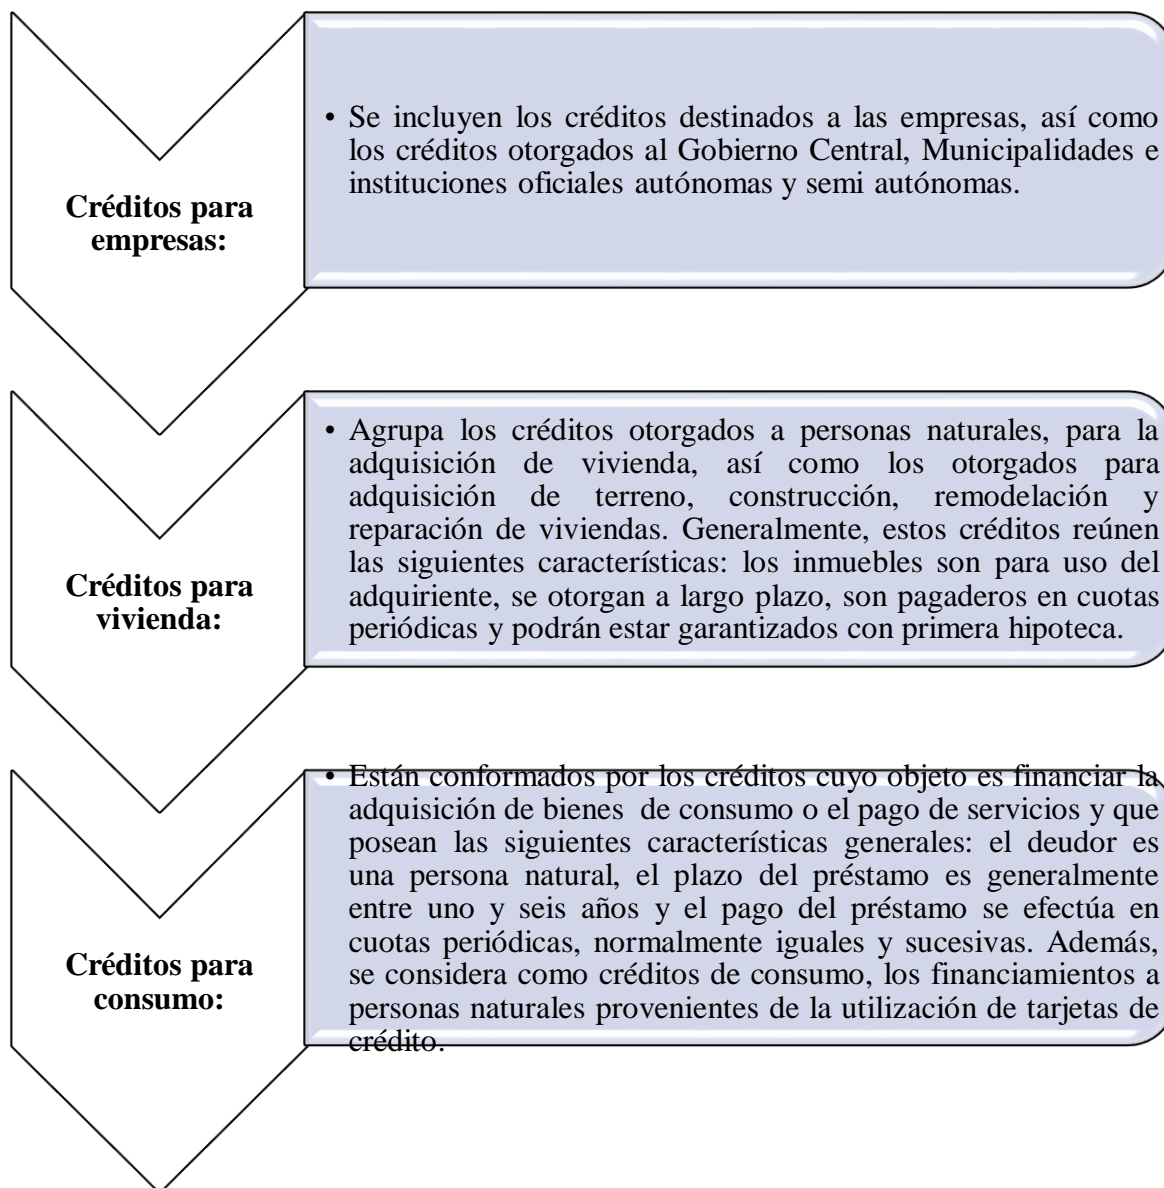 Créditos para
empresas:
• Se incluyen los créditos destinados a las empresas, así como
los créditos otorgados al Gobierno Central, Municipalidades e
instituciones oficiales autónomas y semi autónomas.
Créditos para
vivienda:
• Agrupa los créditos otorgados a personas naturales, para la
adquisición de vivienda, así como los otorgados para
adquisición de terreno, construcción, remodelación y
reparación de viviendas. Generalmente, estos créditos reúnen
las siguientes características: los inmuebles son para uso del
adquiriente, se otorgan a largo plazo, son pagaderos en cuotas
periódicas y podrán estar garantizados con primera hipoteca.
Créditos para
consumo:
• Están conformados por los créditos cuyo objeto es financiar la
adquisición de bienes de consumo o el pago de servicios y que
posean las siguientes características generales: el deudor es
una persona natural, el plazo del préstamo es generalmente
entre uno y seis años y el pago del préstamo se efectúa en
cuotas periódicas, normalmente iguales y sucesivas. Además,
se considera como créditos de consumo, los financiamientos a
personas naturales provenientes de la utilización de tarjetas de
crédito.